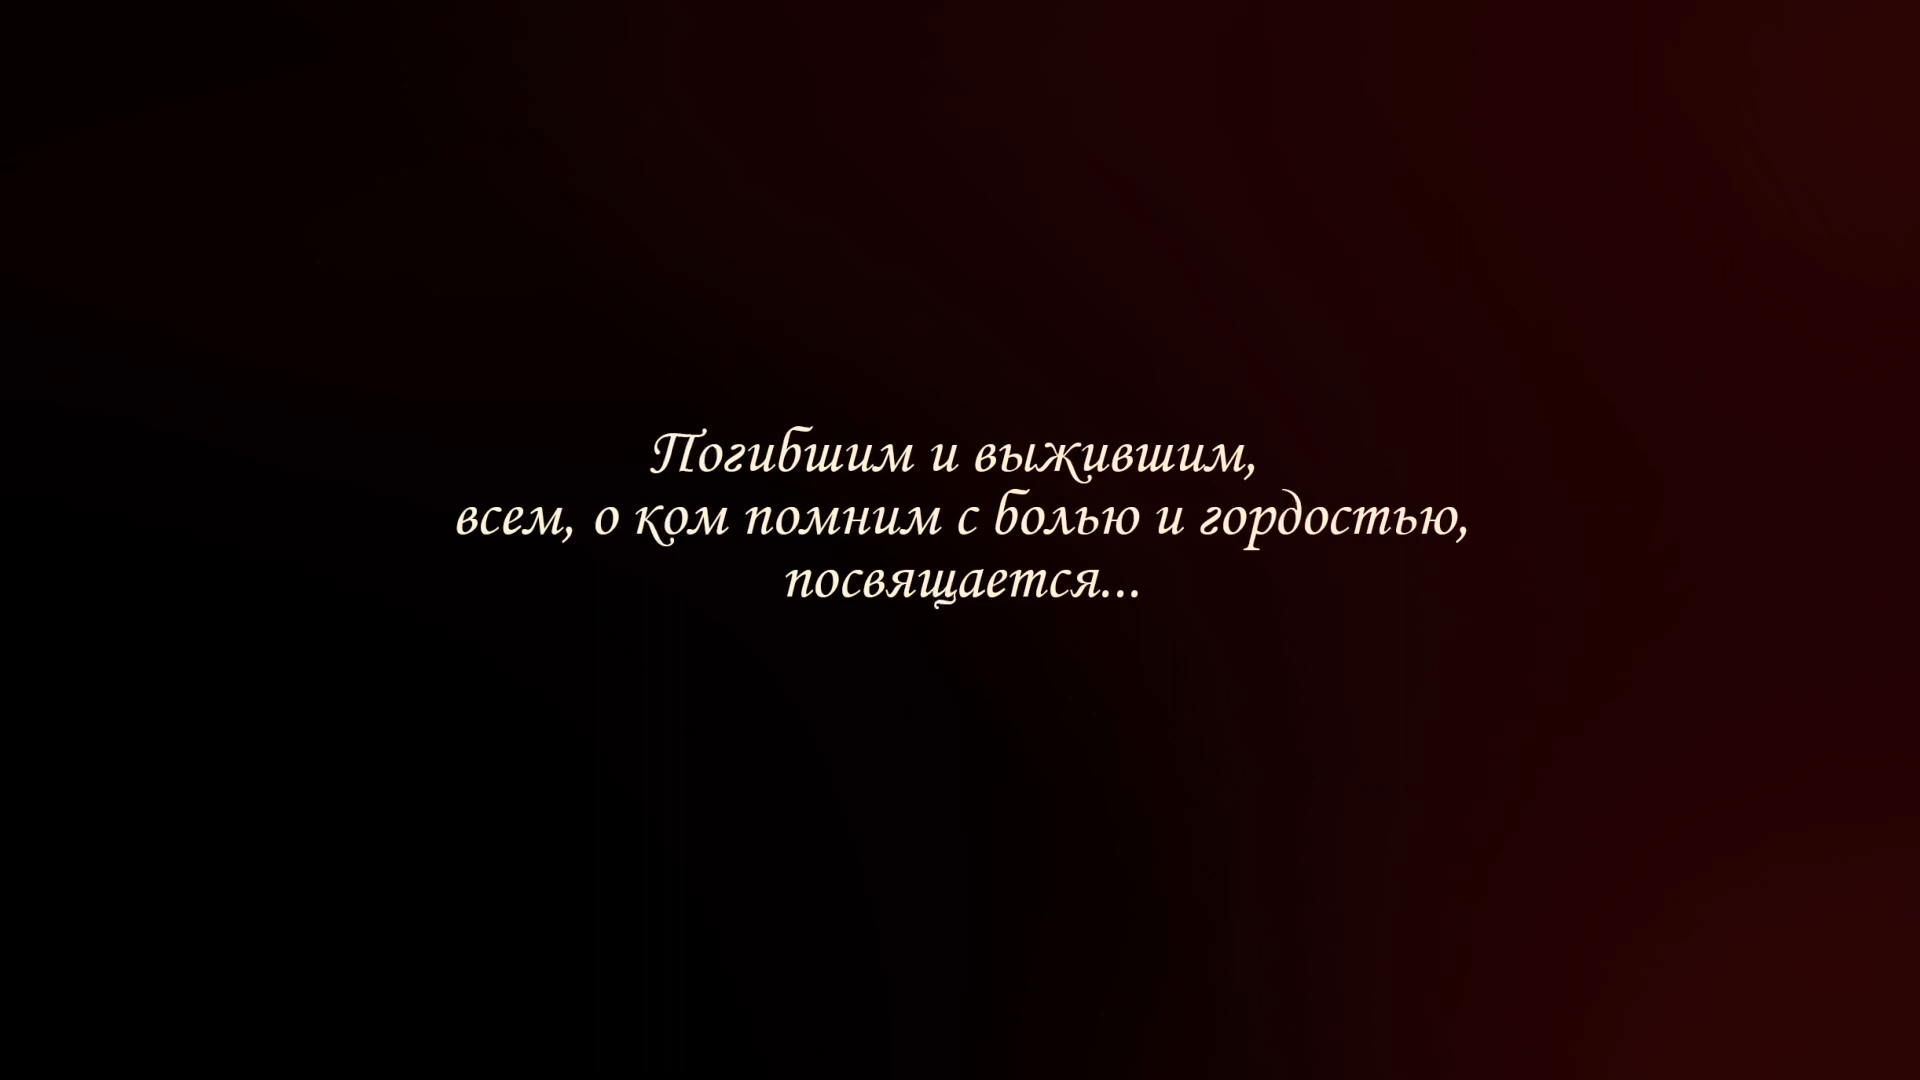 Погибшим и выжившим,
всем, о ком помним с болью и гордостью,
посвящается...